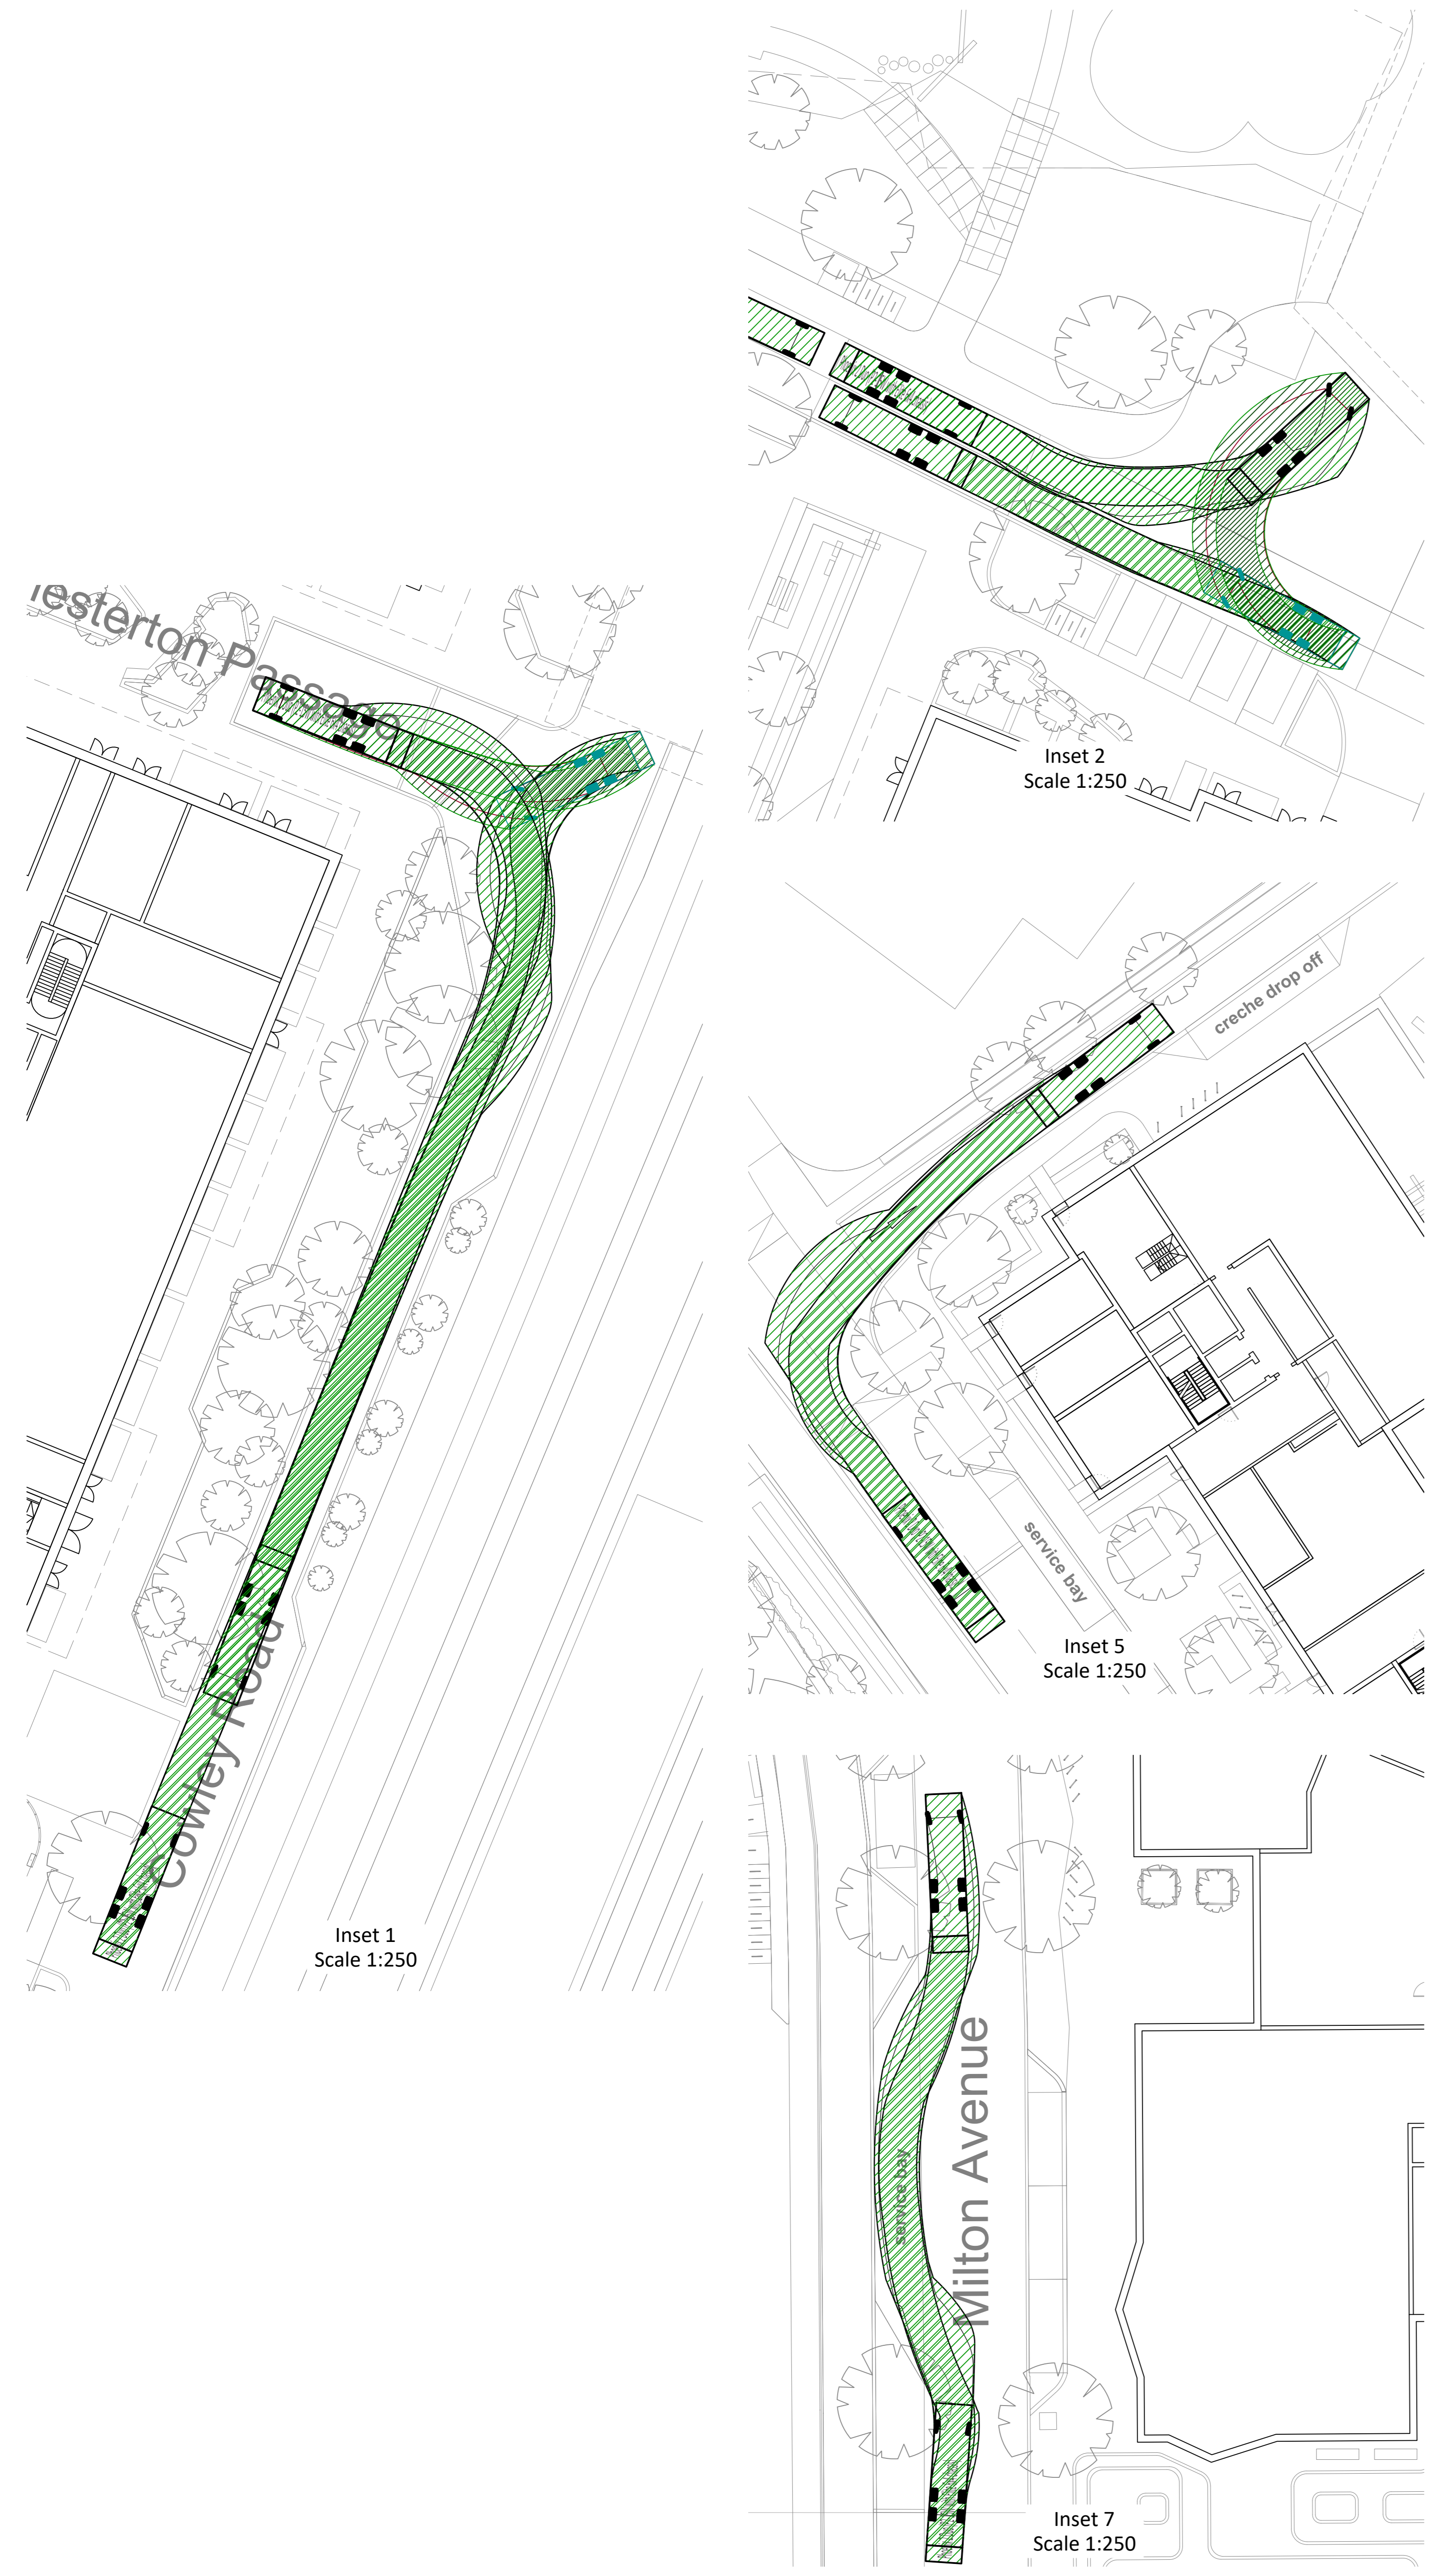 Inset 2
Scale 1:250
esterton Passage
Cowley Road
Inset 1
Scale 1:250
creche drop off
service bay
Inset 5
Scale 1:250
service bay
Milton Avenue
Inset 7
Scale 1:250